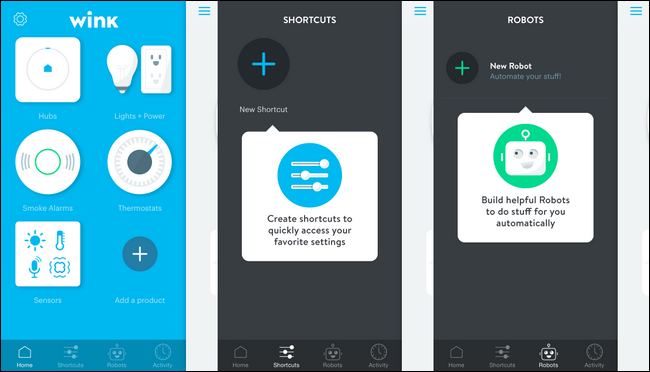 wink
Hubs
Lights + Power
Smoke Alarms
Thermostats
Sensors
Add a product
Home
Shortcuts
Robots
Activity
SHORTCUTS
New Shortcut
Create shortcuts to
quickly access your
favorite settings
Home
Shortcuts
Robots
Activity
ROBOTS
New Robot
Automate your stuff!
Build helpful Robots
to do stuff for you
automatically
Home
Shortcuts
Robots
Activity